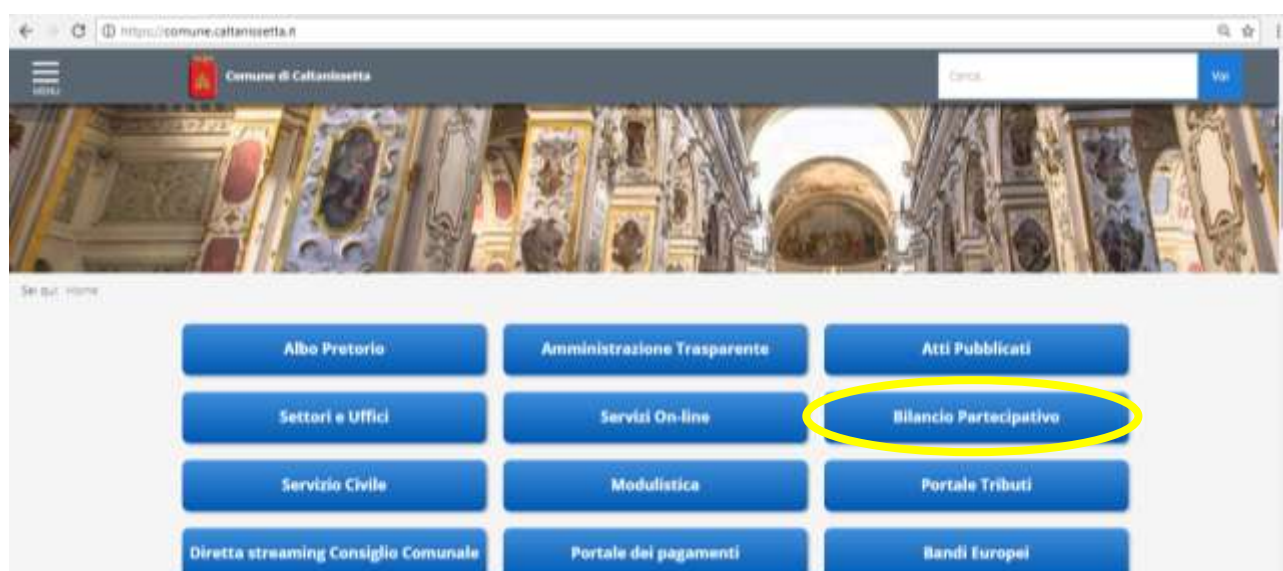 https://comune.caltanissetta.it
MENU
Comune di Caltanissetta
Cerca
Vai
Sei qui: Home
Albo Pretorio
Amministrazione Trasparente
Atti Pubblicati
Settori e Uffici
Servizi On-line
Bilancio Partecipativo
Servizio Civile
Modulistica
Portale Tributi
Diretta streaming Consiglio Comunale
Portale dei pagamenti
Bandi Europei